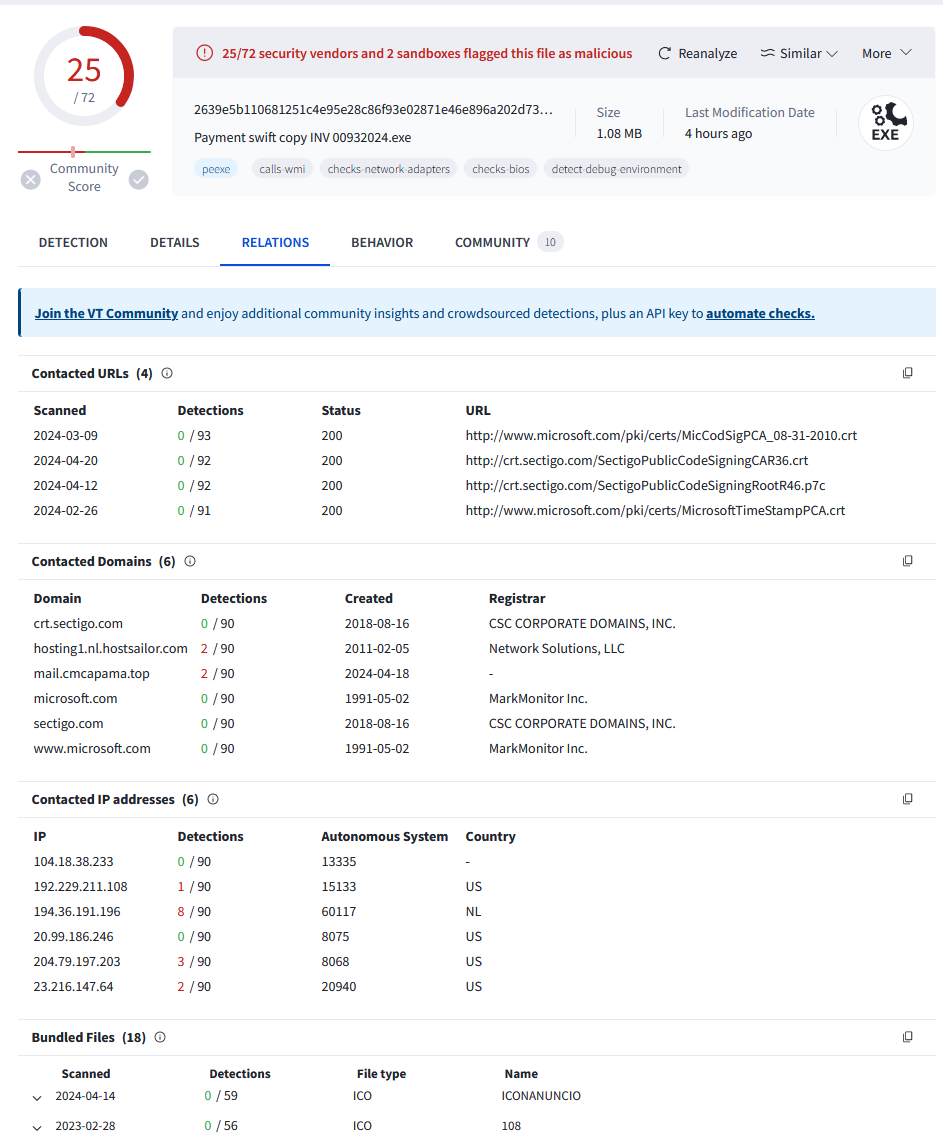 25
/ 72
Community
Score
25/72 security vendors and 2 sandboxes flagged this file as malicious
Reanalyze
Similar
More
2639e5b110681251c4e95e28c86f93e02871e46e896a202d73…
Payment swift copy INV 00932024.exe
Size
1.08 MB
Last Modification Date
4 hours ago
EXE
peexe calls-wmi checks-network-adapters checks-bios detect-debug-environment
DETECTION DETAILS RELATIONS BEHAVIOR COMMUNITY 10
Join the VT Community and enjoy additional community insights and crowdsourced detections, plus an API key to automate checks.
Contacted URLs (4)
Scanned Detections Status URL
2024-03-09 0 / 93 200 http://www.microsoft.com/pki/certs/MicCodSigPCA_08-31-2010.crt
2024-04-20 0 / 92 200 http://crt.sectigo.com/SectigoPublicCodeSigningCAR36.crt
2024-04-12 0 / 92 200 http://crt.sectigo.com/SectigoPublicCodeSigningRootR46.p7c
2024-02-26 0 / 91 200 http://www.microsoft.com/pki/certs/MicrosoftTimeStampPCA.crt
Contacted Domains (6)
Domain Detections Created Registrar
crt.sectigo.com 0 / 90 2018-08-16 CSC CORPORATE DOMAINS, INC.
hosting1.nl.hostsailor.com 2 / 90 2011-02-05 Network Solutions, LLC
mail.cmcapama.top 2 / 90 2024-04-18 -
microsoft.com 0 / 90 1991-05-02 MarkMonitor Inc.
sectigo.com 0 / 90 2018-08-16 CSC CORPORATE DOMAINS, INC.
www.microsoft.com 0 / 90 1991-05-02 MarkMonitor Inc.
Contacted IP addresses (6)
IP Detections Autonomous System Country
104.18.38.233 0 / 90 13335 -
192.229.211.108 1 / 90 15133 US
194.36.191.196 8 / 90 60117 NL
20.99.186.246 0 / 90 8075 US
204.79.197.203 3 / 90 8068 US
23.216.147.64 2 / 90 20940 US
Bundled Files (18)
Scanned Detections File type Name
2024-04-14 0 / 59 ICO ICONANUNCIO
2023-02-28 0 / 56 ICO 108